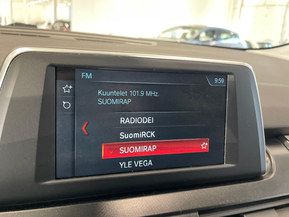 FM
9:59
Kuuntelet 101.9 MHz.
SUOMIRAP
RADIODEI
SuomiRCK
SUOMIRAP
YLE VEGA